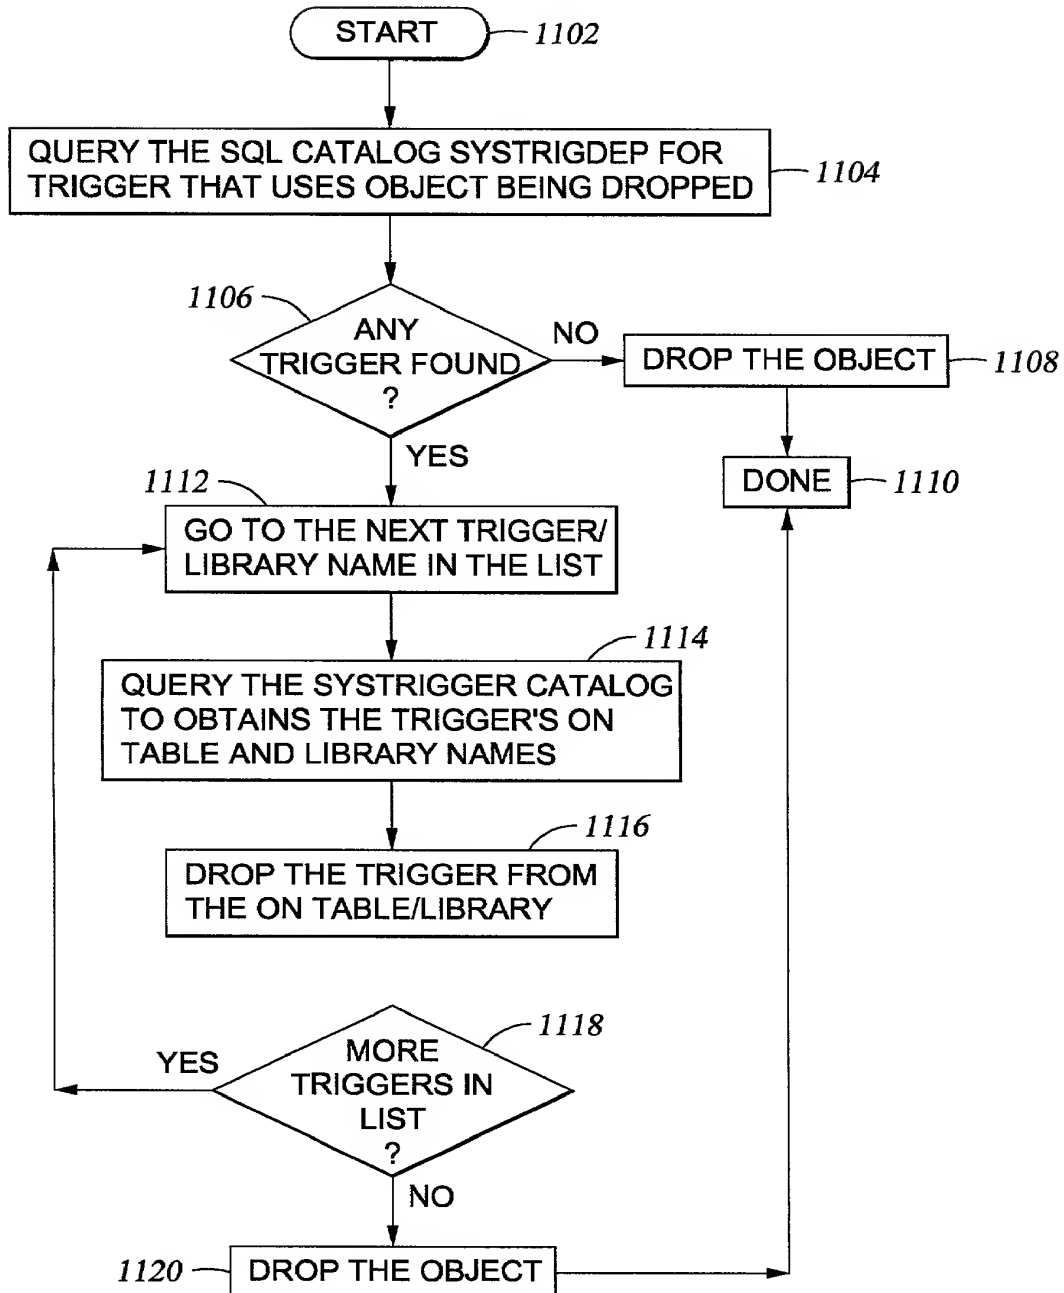 START
1102
QUERY THE SQL CATALOG SYSTRIGDEP FOR
TRIGGER THAT USES OBJECT BEING DROPPED
1104
1106
ANY
TRIGGER FOUND
?
NO
DROP THE OBJECT
1108
YES
DONE
1110
1112
GO TO THE NEXT TRIGGER/
LIBRARY NAME IN THE LIST
1114
QUERY THE SYSTRIGGER CATALOG
TO OBTAINS THE TRIGGER'S ON
TABLE AND LIBRARY NAMES
1116
DROP THE TRIGGER FROM
THE ON TABLE/LIBRARY
1118
YES
MORE
TRIGGERS IN
LIST
?
NO
1120
DROP THE OBJECT